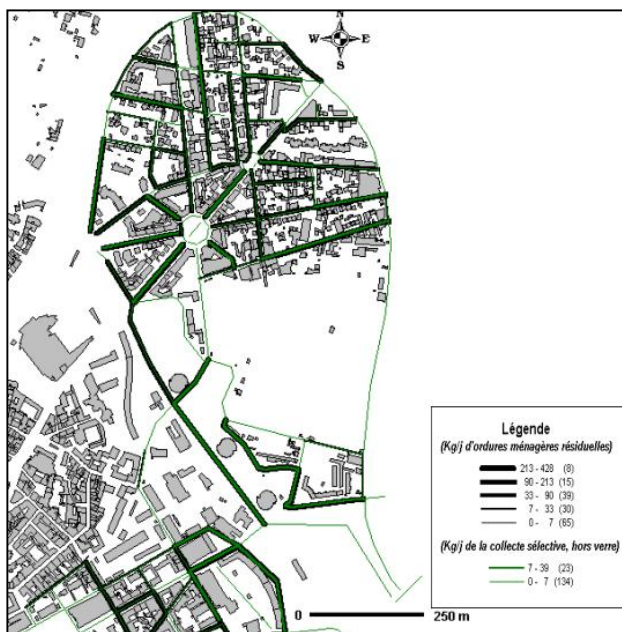 N
W E
S
Légende
(Kg/j d'ordures ménagères résiduelles)
213 - 428 (8)
90 - 213 (15)
33 - 90 (39)
7 - 33 (30)
0 - 7 (65)
(Kg/j de la collecte sélective, hors verre)
7 - 39 (23)
0 - 7 (134)
0 250 m